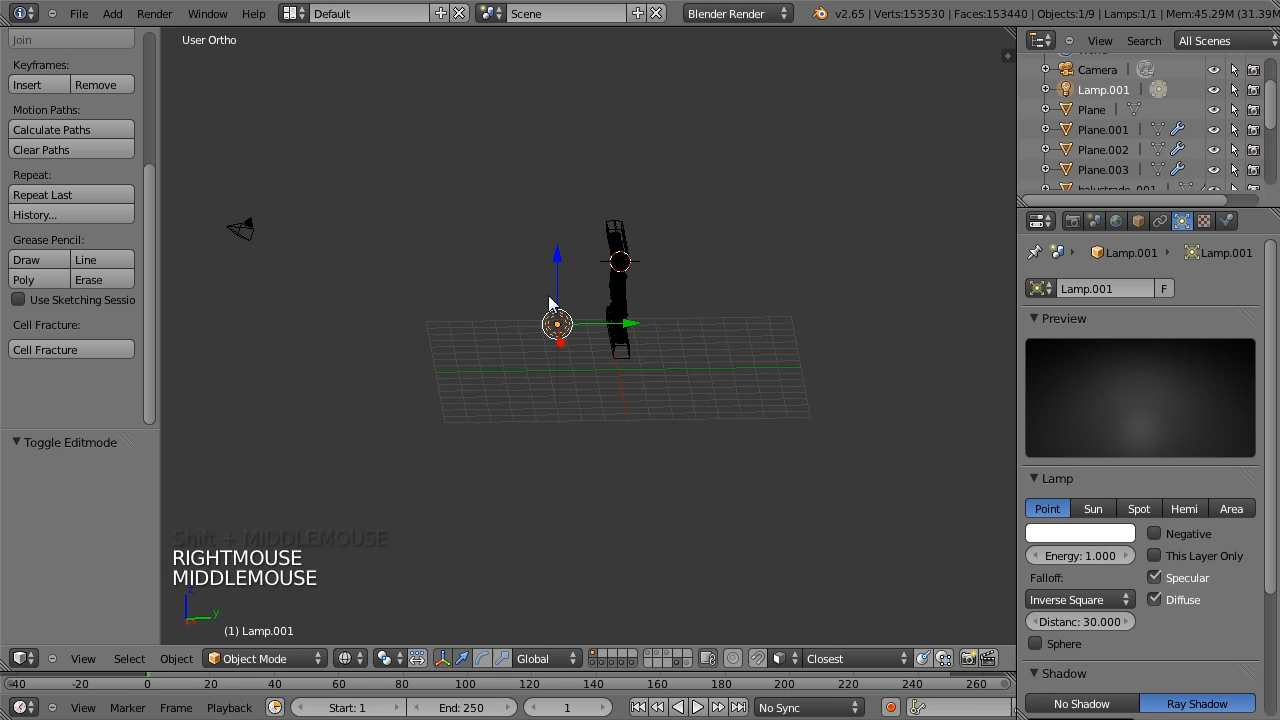 File Add Render Window Help Default Scene Blender Render v2.65 | Verts:153530 | Faces:153440 | Objects:1/9 | Lamps:1/1 | Mem:45.29M (31.39M
Join
Keyframes:
Insert Remove
Motion Paths:
Calculate Paths
Clear Paths
Repeat:
Repeat Last
History...
Grease Pencil:
Draw Line
Poly Erase
Use Sketching Sessio
Cell Fracture:
Cell Fracture
Toggle Editmode
User Ortho
Shift + MIDDLEMOUSE
RIGHTMOUSE
MIDDLEMOUSE
z
y
(1) Lamp.001
View Select Object Object Mode Global Closest
-40 0 20 40 60 80 100 120 140 160 180 200 220 240 260
View Marker Frame Playback Start: 1 End: 250 1 No Sync
View Search All Scenes
Camera
Lamp.001
Plane
Plane.001
Plane.002
Plane.003
balustrade.001
Lamp.001 Lamp.001
Lamp.001 F
Preview
Lamp
Point Sun Spot Hemi Area
Negative
Energy: 1.000 This Layer Only
Falloff: Specular
Inverse Square Diffuse
Distanc: 30.000
Sphere
Shadow
No Shadow Ray Shadow